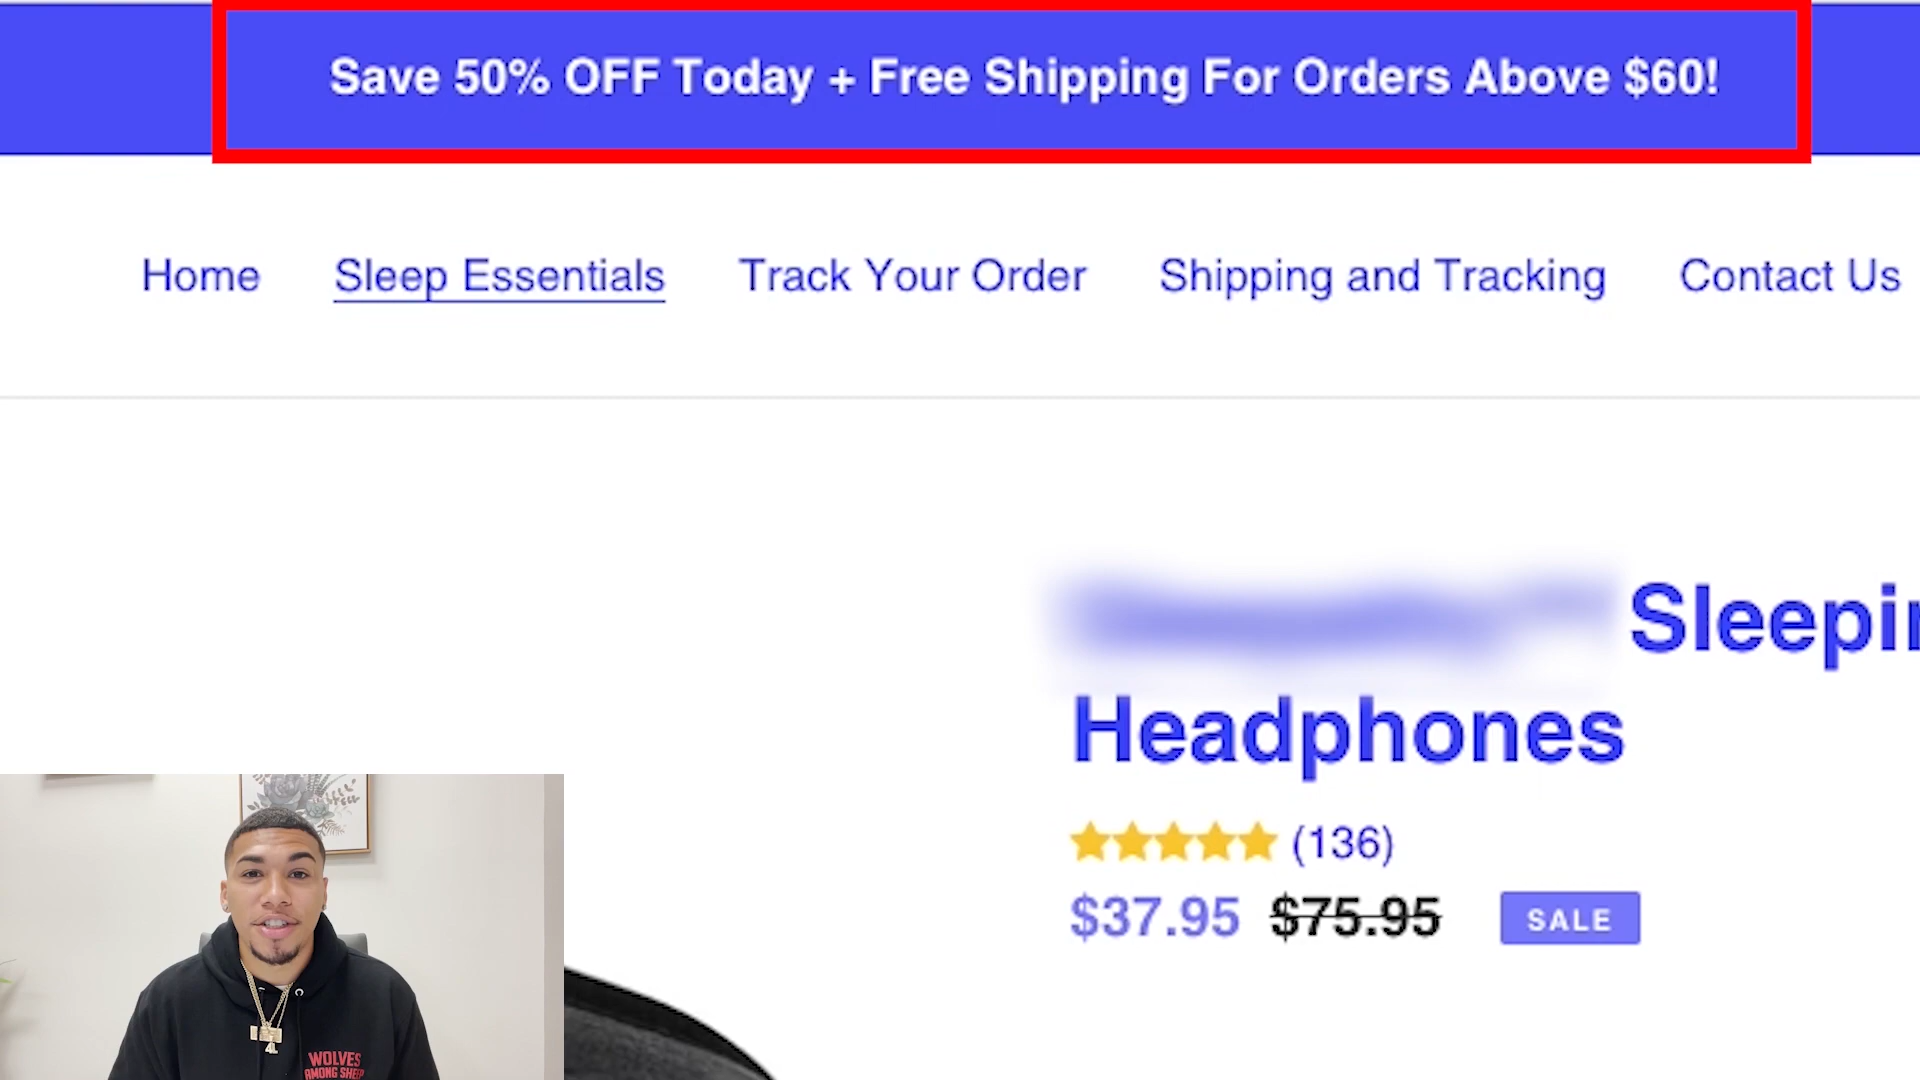 Save 50% OFF Today + Free Shipping For Orders Above $60!
Home Sleep Essentials Track Your Order Shipping and Tracking Contact Us
Headphones
(136)
$37.95 $75.95 SALE
WOLVES
AMONG SHEEP
4L